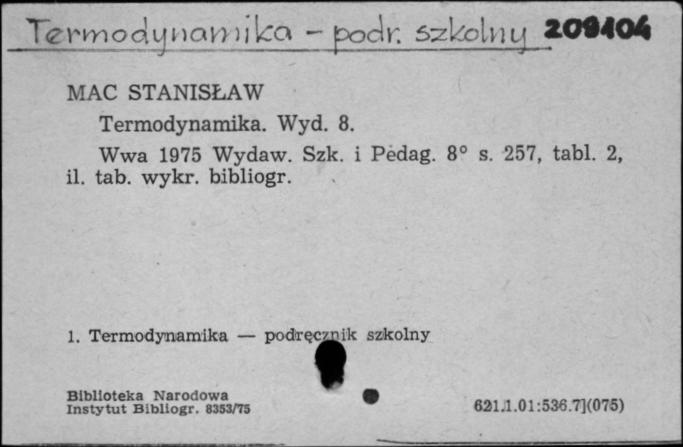 Termodynamika - podr. szkolny 209104
MAC STANISŁAW
Termodynamika. Wyd. 8.
Wwa 1975 Wydaw. Szk. i Pedag. 8° s. 257, tabl. 2,
il. tab. wykr. bibliogr.
1. Termodynamika — podręcznik szkolny
Biblioteka Narodowa
Instytut Bibliogr. 8353/75
621.1.01:536.7](075)